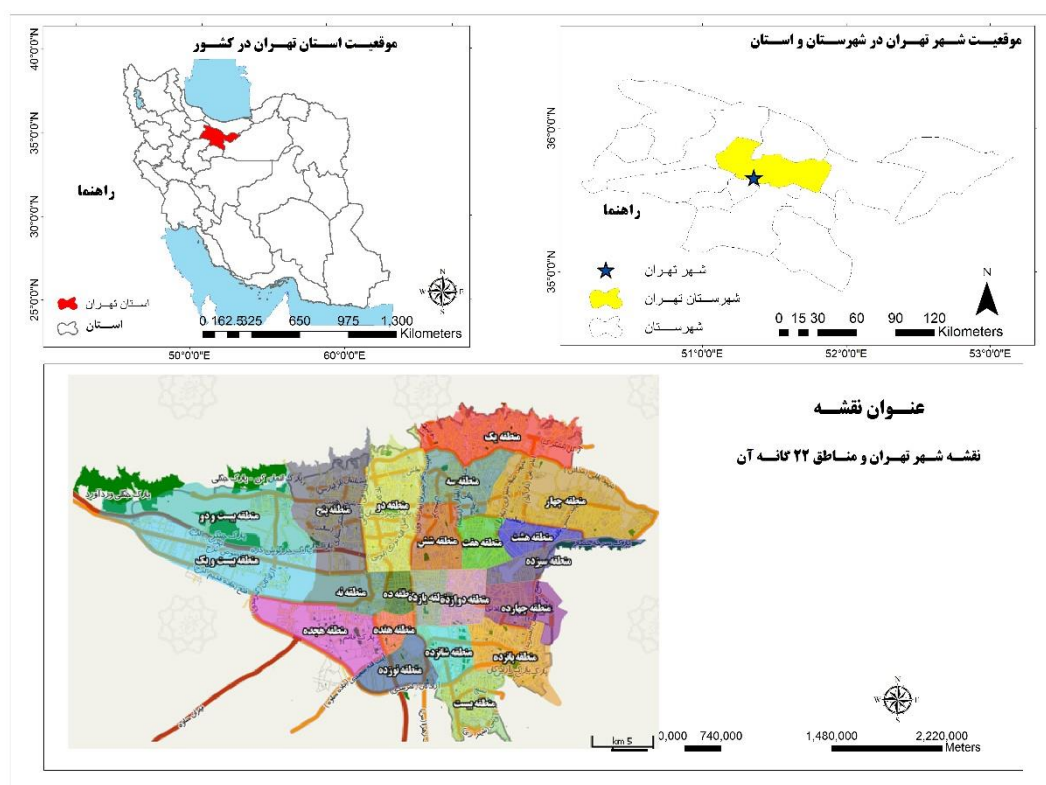 موقعیت استان تهران در کشور
40°0'0"N
35°0'0"N
30°0'0"N
25°0'0"N
راهنما
استان تهران
استان
0 162.5325 650 975 1,300
Kilometers
50°0'0"E 60°0'0"E
موقعیت شهر تهران در شهرستان و استان
36°0'0"N
35°0'0"N
راهنما
شهر تهران
شهرستان تهران
شهرستان
N
0 15 30 60 90 120
Kilometers
51°0'0"E 52°0'0"E 53°0'0"E
عنوان نقشه
نقشه شهر تهران و مناطق ۲۲ گانه آن
منطقه یک
منطقه سه
منطقه چهار
منطقه دو
منطقه پنج
منطقه بیست و دو
منطقه شش
منطقه هفت
منطقه هشت
منطقه سیزده
منطقه بیست و یک
منطقه نه
منطقه ده
منطقه یازده
منطقه دوازده
منطقه چهارده
منطقه هجده
منطقه هفده
منطقه شانزده
منطقه پانزده
منطقه نوزده
منطقه بیست
km 5
0,000 740,000 1,480,000 2,220,000
Meters